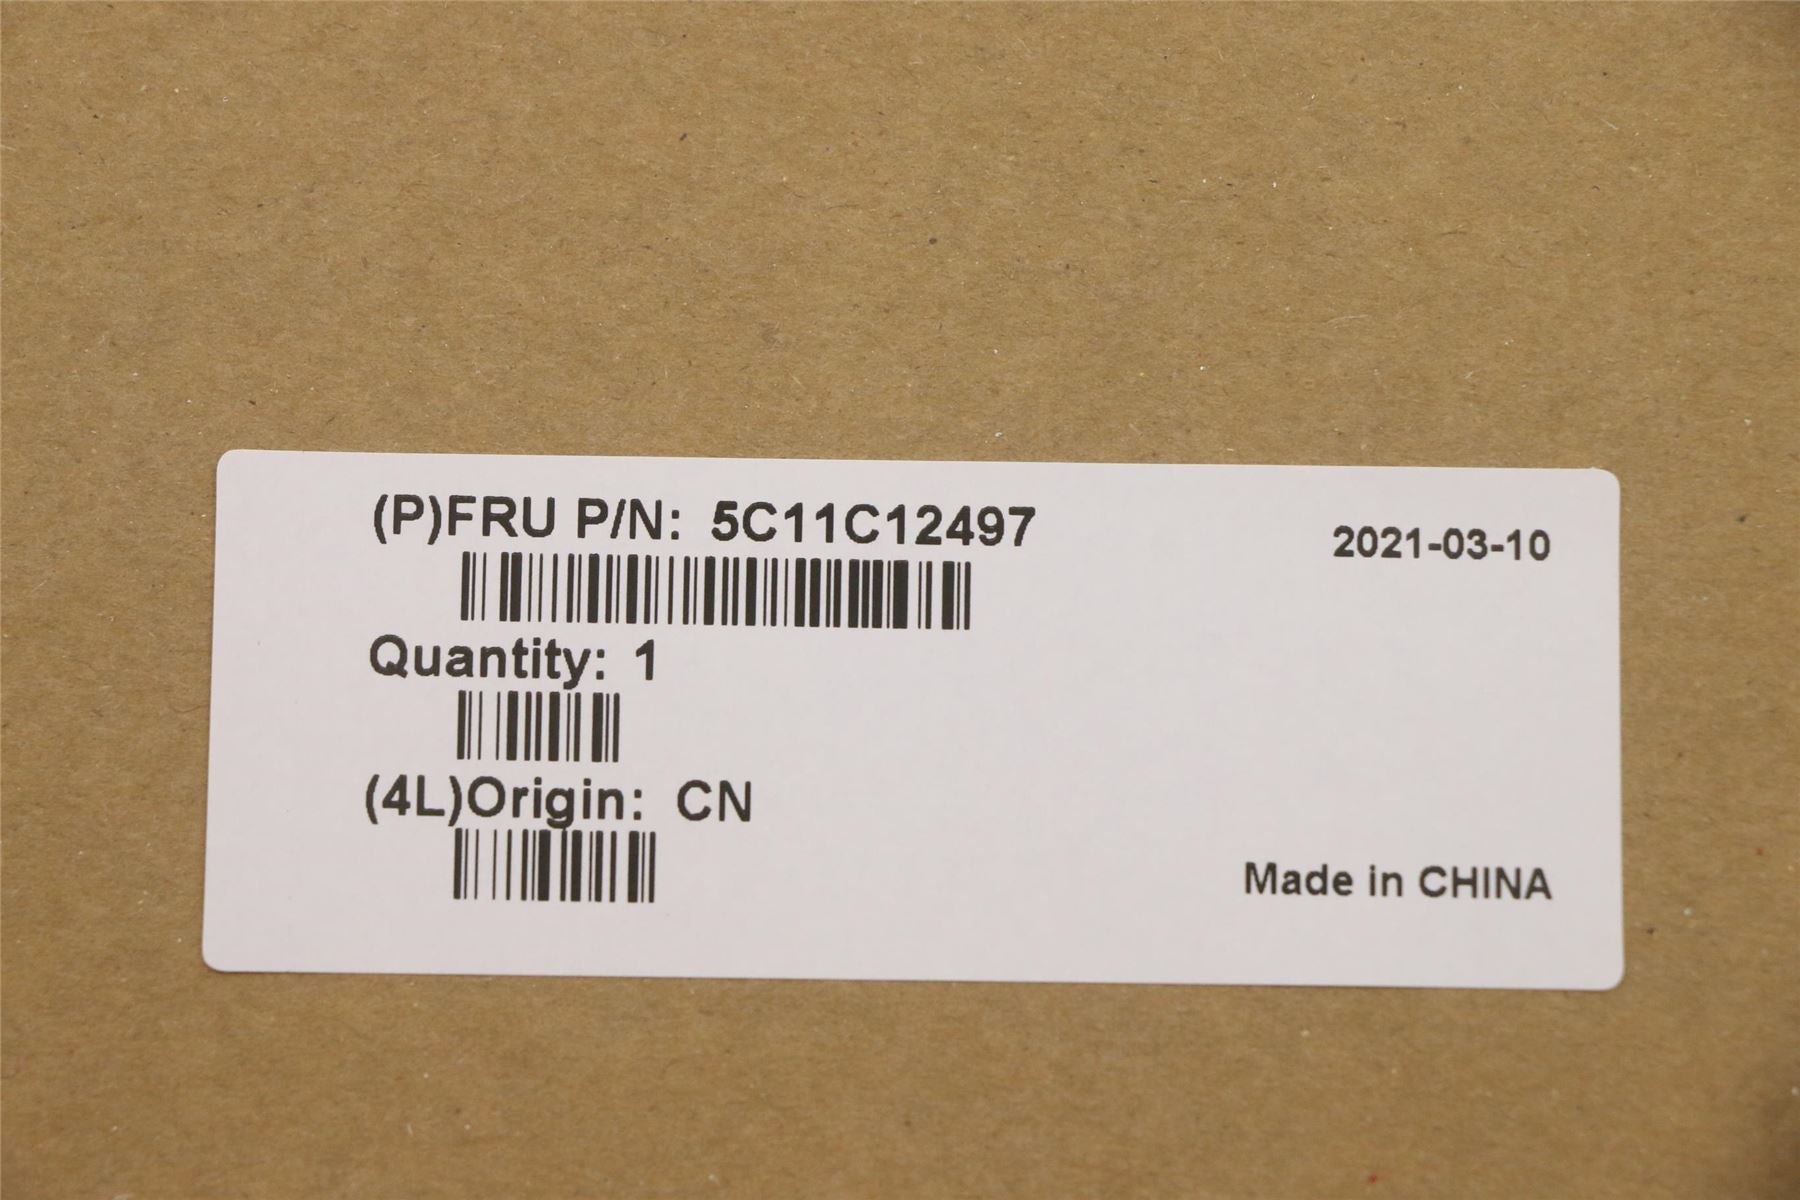 (P)FRU P/N: 5C11C12497
2021-03-10
Quantity: 1
(4L)Origin: CN
Made in CHINA